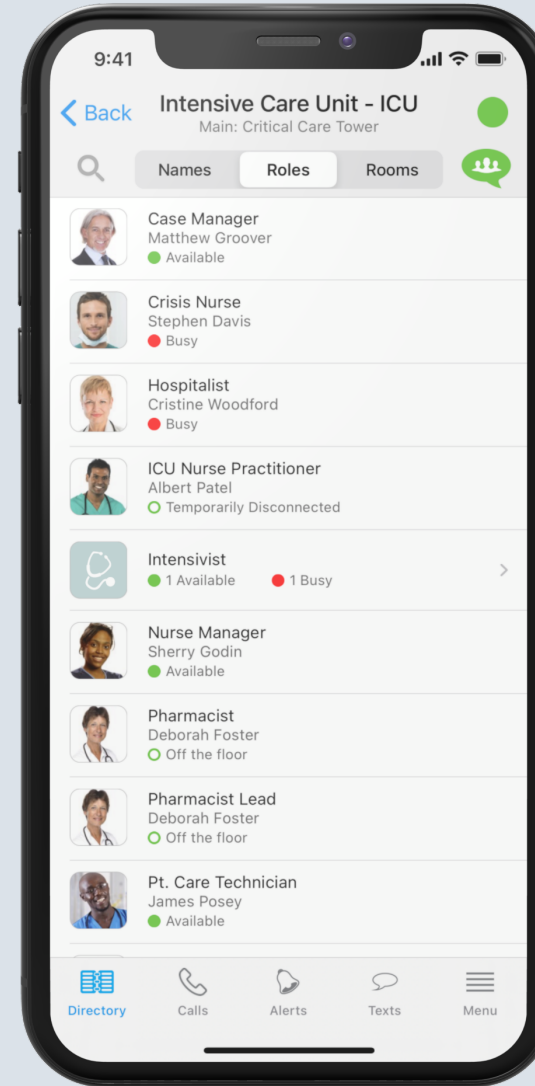 9:41
Back
Intensive Care Unit - ICU
Main: Critical Care Tower
Names Roles Rooms
Case Manager
Matthew Groover
Available
Crisis Nurse
Stephen Davis
Busy
Hospitalist
Cristine Woodford
Busy
ICU Nurse Practitioner
Albert Patel
Temporarily Disconnected
Intensivist
1 Available 1 Busy
Nurse Manager
Sherry Godin
Available
Pharmacist
Deborah Foster
Off the floor
Pharmacist Lead
Deborah Foster
Off the floor
Pt. Care Technician
James Posey
Available
Directory Calls Alerts Texts Menu